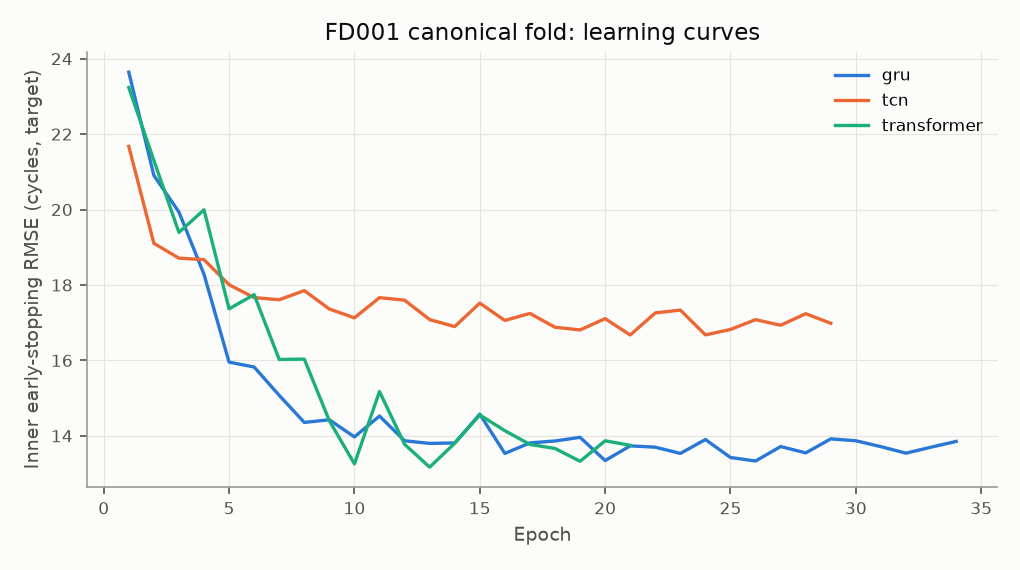 FD001 canonical fold: learning curves
Inner early-stopping RMSE (cycles, target)
24
22
20
18
16
14
gru
tcn
transformer
0 5 10 15 20 25 30 35
Epoch